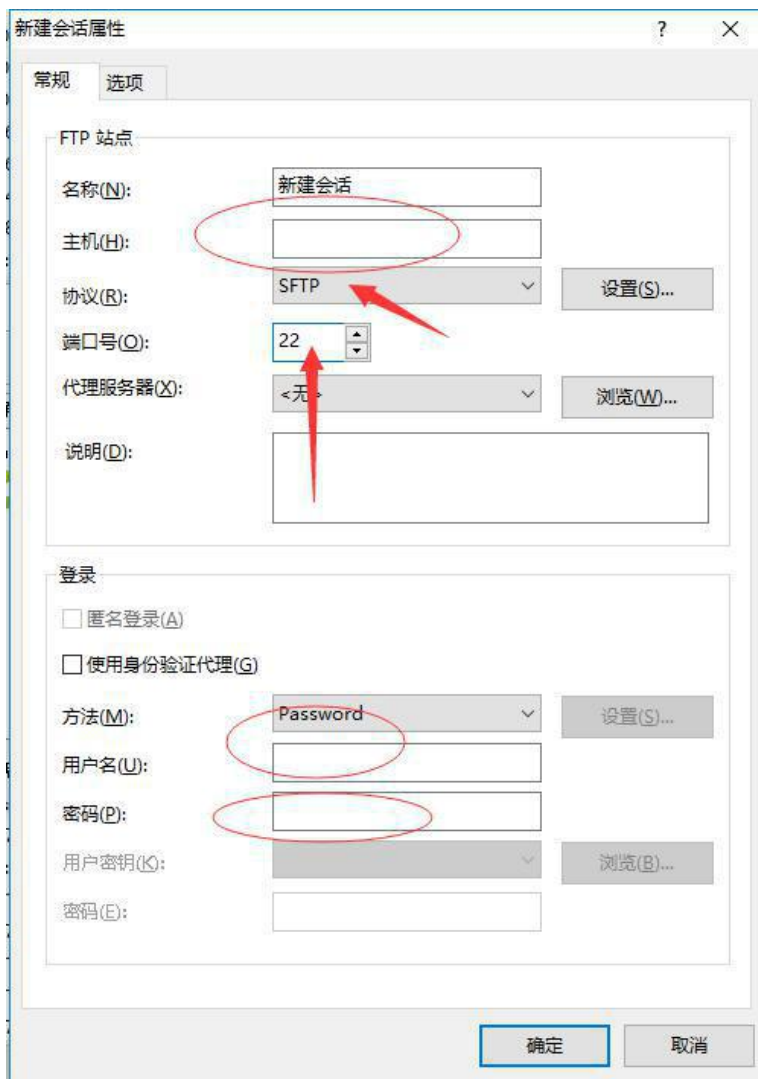 新建会话属性
常规 选项
FTP 站点
名称(N): 新建会话
主机(H):
协议(R): SFTP 设置(S)...
端口号(O): 22
代理服务器(X): <无> 浏览(W)...
说明(D):
登录
匿名登录(A)
使用身份验证代理(G)
方法(M): Password 设置(S)...
用户名(U):
密码(P):
用户密钥(K): 浏览(B)...
密码(E):
确定 取消